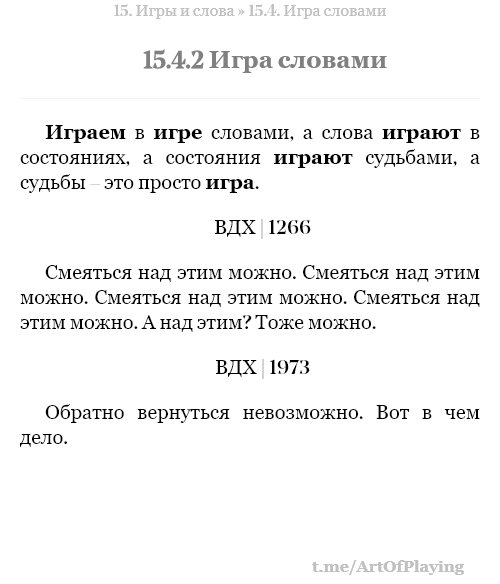 15. Игры и слова » 15.4. Игра словами
15.4.2 Игра словами
Играем в игре словами, а слова играют в
состояниях, а состояния играют судьбами, а
судьбы – это просто игра.
ВДХ | 1266
Смеяться над этим можно. Смеяться над этим
можно. Смеяться над этим можно. Смеяться над
этим можно. А над этим? Тоже можно.
ВДХ | 1973
Обратно вернуться невозможно. Вот в чем
дело.
t.me/ArtOfPlaying